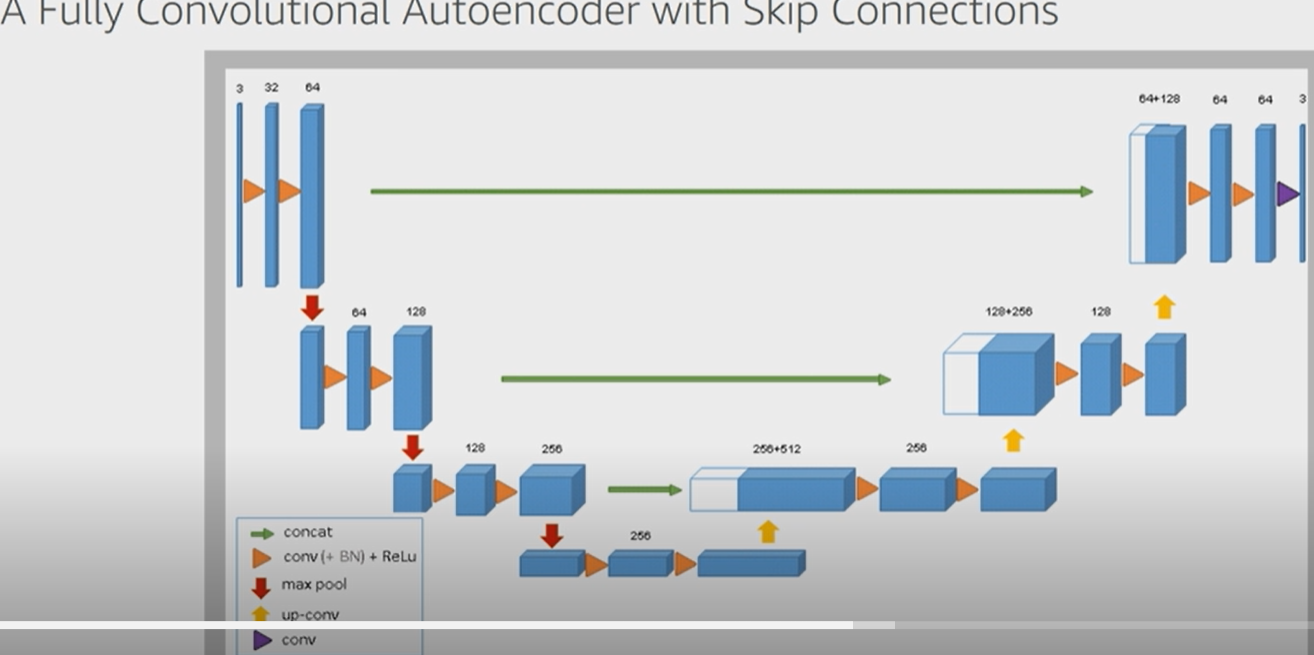 A Fully Convolutional Autoencoder with Skip Connections
3 32 64
64+128 64 64 3
64 128
128+256 128
128 256
256+512 256
256
concat
conv (+ BN) + ReLu
max pool
up-conv
conv